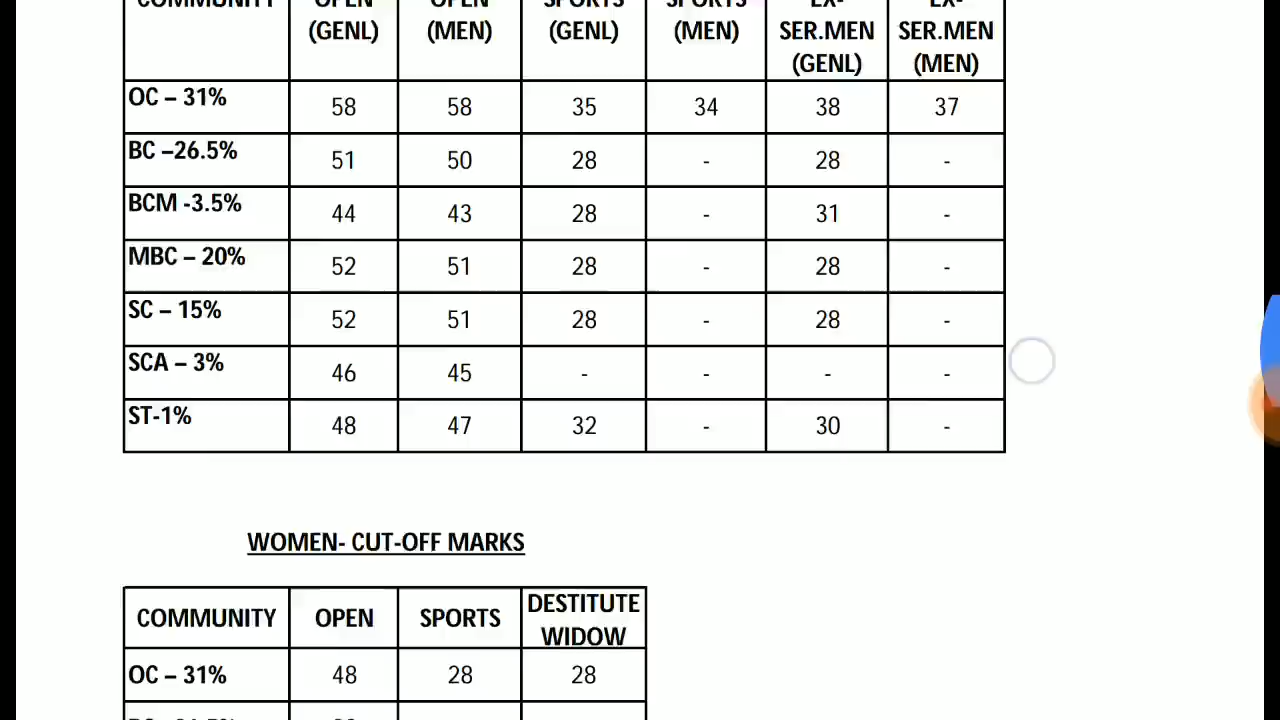 COMMUNITY OPEN OPEN SPORTS SPORTS EX- EX-
(GENL) (MEN) (GENL) (MEN) SER.MEN SER.MEN
(GENL) (MEN)
OC – 31% 58 58 35 34 38 37
BC –26.5% 51 50 28 - 28 -
BCM -3.5% 44 43 28 - 31 -
MBC – 20% 52 51 28 - 28 -
SC – 15% 52 51 28 - 28 -
SCA – 3% 46 45 - - - -
ST-1% 48 47 32 - 30 -
WOMEN- CUT-OFF MARKS
COMMUNITY OPEN SPORTS DESTITUTE
WIDOW
OC – 31% 48 28 28